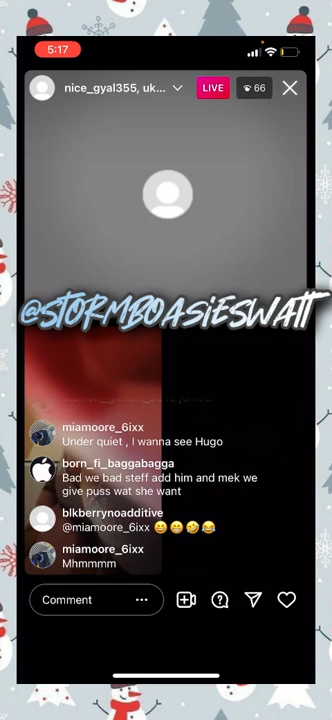 5:17
nice_gyal355, uk...
LIVE
66
@STORMBOASIESWATT
miamoore_6ixx
Under quiet , I wanna see Hugo
born_fi_baggabagga
Bad we bad steff add him and mek we
give puss wat she want
blkberrynoadditive
@miamoore_6ixx 😀😁🤣😂
miamoore_6ixx
Mhmmmm
Comment